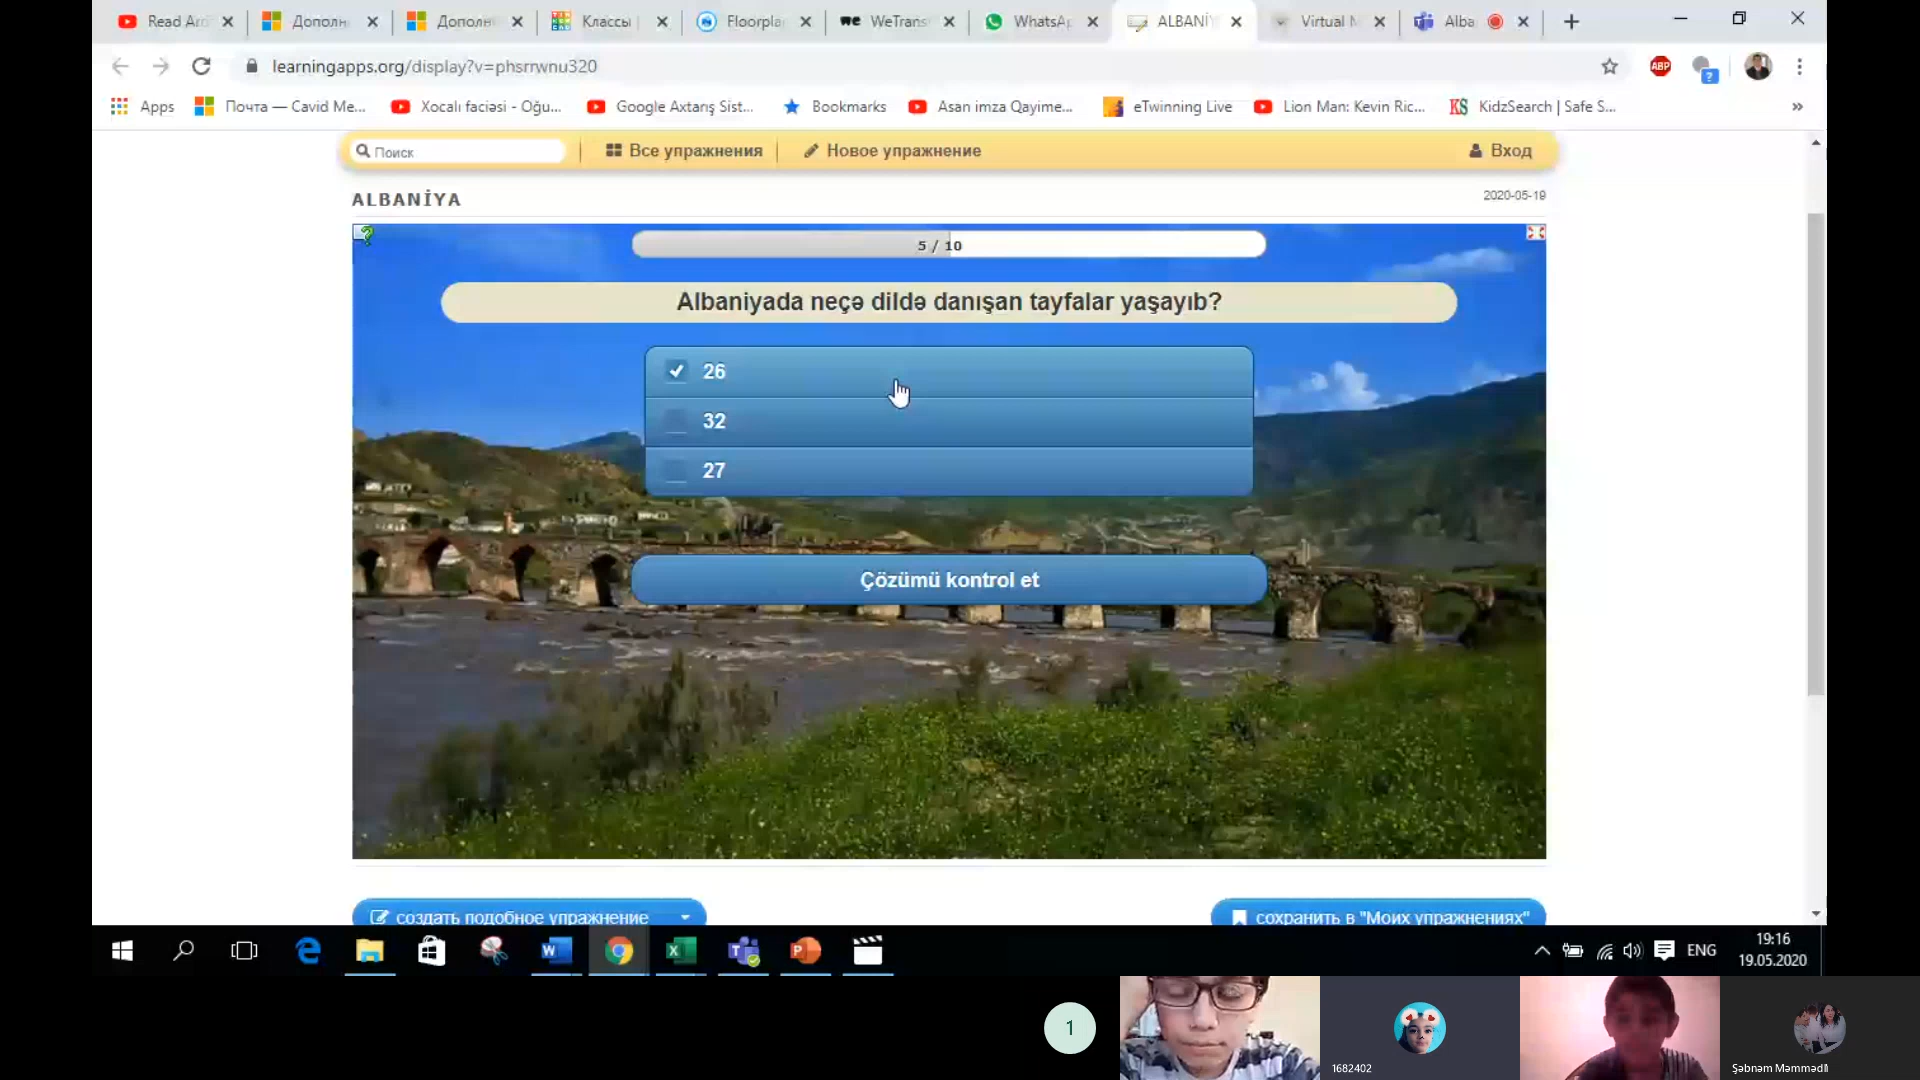 Read Aro
Дополн
Дополн
Классы
Floorpla
WeTrans
WhatsAp
ALBANİY
Virtual M
Alba
learningapps.org/display?v=phsrrwnu320
ABP
Apps
Почта — Cavid Me...
Xocalı faciəsi - Oğu...
Google Axtarış Sist...
Bookmarks
Asan imza Qayime...
eTwinning Live
Lion Man: Kevin Ric...
KS KidzSearch | Safe S...
»
Поиск
Все упражнения
Новое упражнение
Вход
ALBANİYA
2020-05-19
5 / 10
Albaniyada neçə dildə danışan tayfalar yaşayıb?
26
32
27
Çözümü kontrol et
создать подобное упражнение
сохранить в "Моих упражнениях"
ENG
19:16
19.05.2020
1
1682402
Şəbnəm Məmmədli